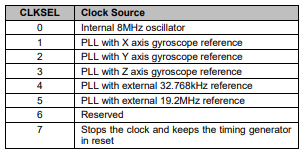 CLKSEL Clock Source
0 Internal 8MHz oscillator
1 PLL with X axis gyroscope reference
2 PLL with Y axis gyroscope reference
3 PLL with Z axis gyroscope reference
4 PLL with external 32.768kHz reference
5 PLL with external 19.2MHz reference
6 Reserved
7 Stops the clock and keeps the timing generator
in reset